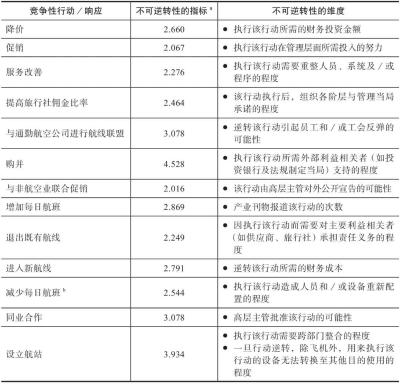 竞争性行动／响应 不可逆转性的指标a 不可逆转性的维度
降价 2.660 ● 执行该行动所需的财务投资金额
促销 2.067 ● 执行该行动在管理层面所需投入的努力
服务改善 2.276 ● 执行该行动需要重整人员、系统及／或
程序的程度
提高旅行社佣金比率 2.464 ● 该行动执行后，组织各阶层与管理当局
承诺的程度
与通勤航空公司进行航线联盟 3.078 ● 逆转该行动引起员工和／或工会反弹的
可能性
购并 4.528 ● 执行该行动所需外部利益相关者（如投
资银行及法规制定当局）支持的程度
与非航空业联合促销 2.016 ● 该行动由高层主管对外公开宣告的可能性
增加每日航班 2.869 ● 产业刊物报道该行动的次数
退出既有航线 2.249 ● 因执行该行动而需要对主要利益相关者
（如供应商、旅行社）承担责任义务的程
度
进入新航线 2.791 ● 逆转该行动所需的财务成本
减少每日航班b 2.544 ● 执行该行动造成人员和／或设备重新配
置的程度
同业合作 3.078 ● 高层主管批准该行动的可能性
设立航站 3.934 ● 执行该行动需要跨部门整合的程度
● 一旦行动逆转，除飞机外，用来执行该
行动的设备无法转换至其他目的使用的
程度